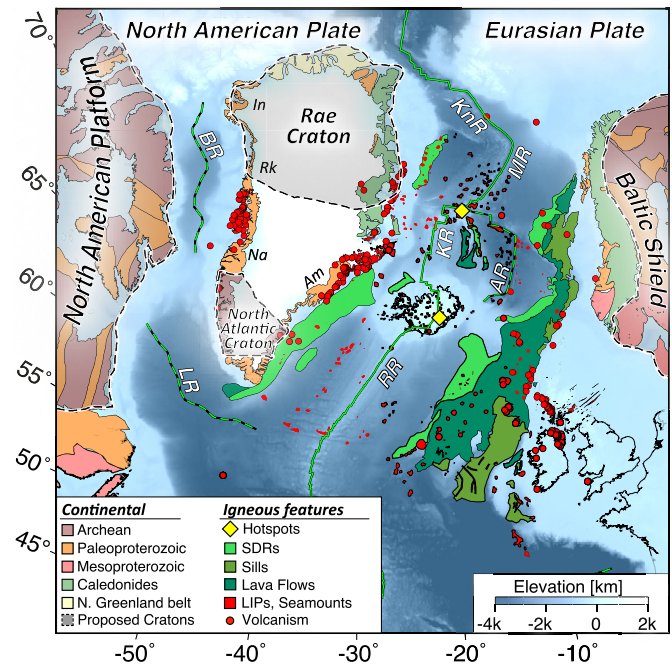 North American Plate
Eurasian Plate
70°
65°
60°
55°
50°
45°
North American Platform
BR
In
Rae
Craton
Rk
Na
Am
North
Atlantic
Craton
LR
KnR
MR
KR
AR
RR
Baltic Shield
Continental
Archean
Paleoproterozoic
Mesoproterozoic
Caledonides
N. Greenland belt
Proposed Cratons
Igneous features
Hotspots
SDRs
Sills
Lava Flows
LIPs, Seamounts
Volcanism
Elevation [km]
-4k -2k 0 2k
-50° -40° -30° -20° -10°